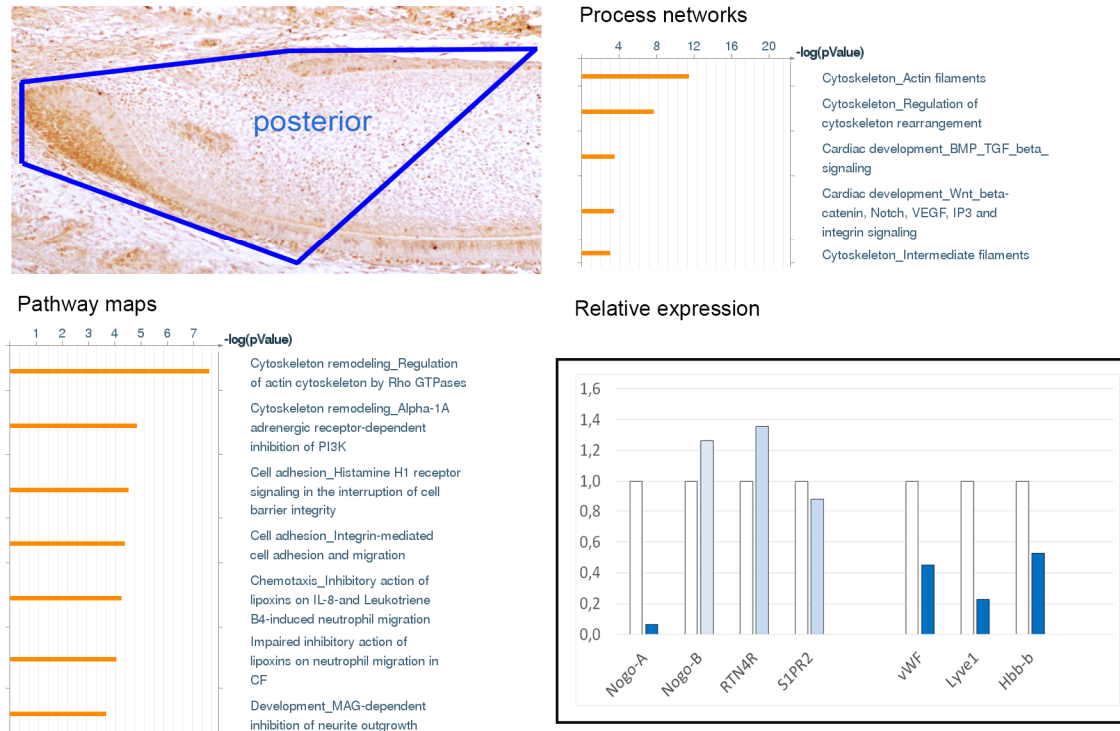 posterior
Process networks
4 8 12 16 20 -log(pValue)
Cytoskeleton_Actin filaments
Cytoskeleton_Regulation of
cytoskeleton rearrangement
Cardiac development_BMP_TGF_beta_
signaling
Cardiac development_Wnt_beta-
catenin, Notch, VEGF, IP3 and
integrin signaling
Cytoskeleton_Intermediate filaments
Pathway maps
1 2 3 4 5 6 7 -log(pValue)
Cytoskeleton remodeling_Regulation
of actin cytoskeleton by Rho GTPases
Cytoskeleton remodeling_Alpha-1A
adrenergic receptor-dependent
inhibition of PI3K
Cell adhesion_Histamine H1 receptor
signaling in the interruption of cell
barrier integrity
Cell adhesion_Integrin-mediated
cell adhesion and migration
Chemotaxis_Inhibitory action of
lipoxins on IL-8-and Leukotriene
B4-induced neutrophil migration
Impaired inhibitory action of
lipoxins on neutrophil migration in
CF
Development_MAG-dependent
inhibition of neurite outgrowth
Relative expression
1,6
1,4
1,2
1,0
0,8
0,6
0,4
0,2
0,0
Nogo-A Nogo-B RTN4R S1PR2 vWF Lyve1 Hbb-b